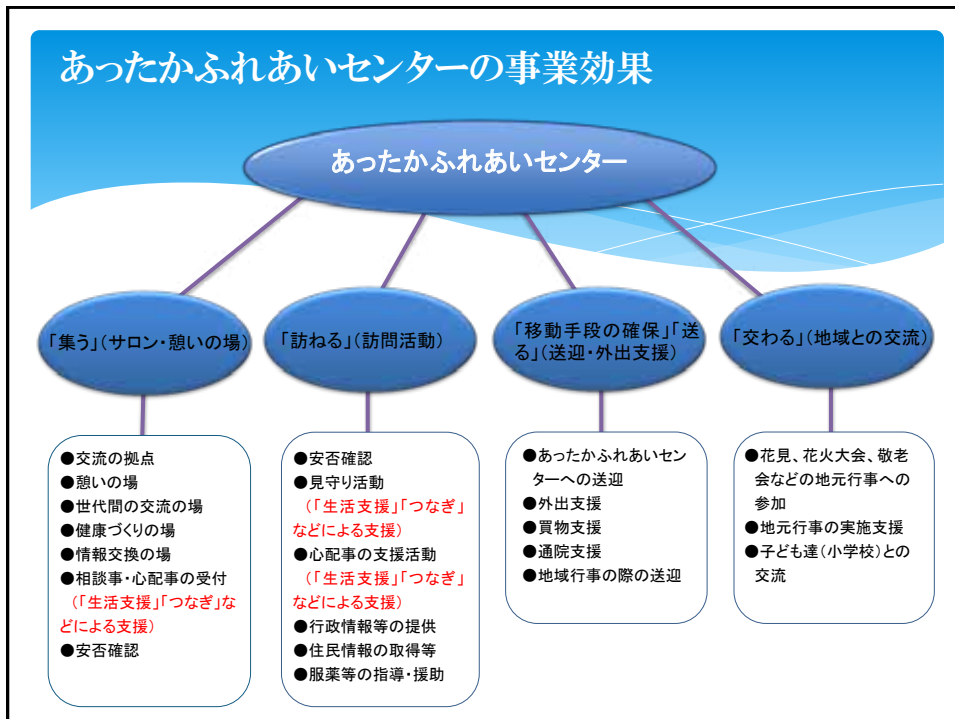 あったかふれあいセンターの事業効果
あったかふれあいセンター
「集う」(サロン・憩いの場)
「訪ねる」(訪問活動)
「移動手段の確保」「送
る」(送迎・外出支援)
「交わる」(地域との交流)
●交流の拠点
●憩いの場
●世代間の交流の場
●健康づくりの場
●情報交換の場
●相談事・心配事の受付
(「生活支援」「つなぎ」な
どによる支援)
●安否確認
●安否確認
●見守り活動
(「生活支援」「つなぎ」
などによる支援)
●心配事の支援活動
(「生活支援」「つなぎ」
などによる支援)
●行政情報等の提供
●住民情報の取得等
●服薬等の指導・援助
●あったかふれあいセン
ターへの送迎
●外出支援
●買物支援
●通院支援
●地域行事の際の送迎
●花見、花火大会、敬老
会などの地元行事への
参加
●地元行事の実施支援
●子ども達(小学校)との
交流